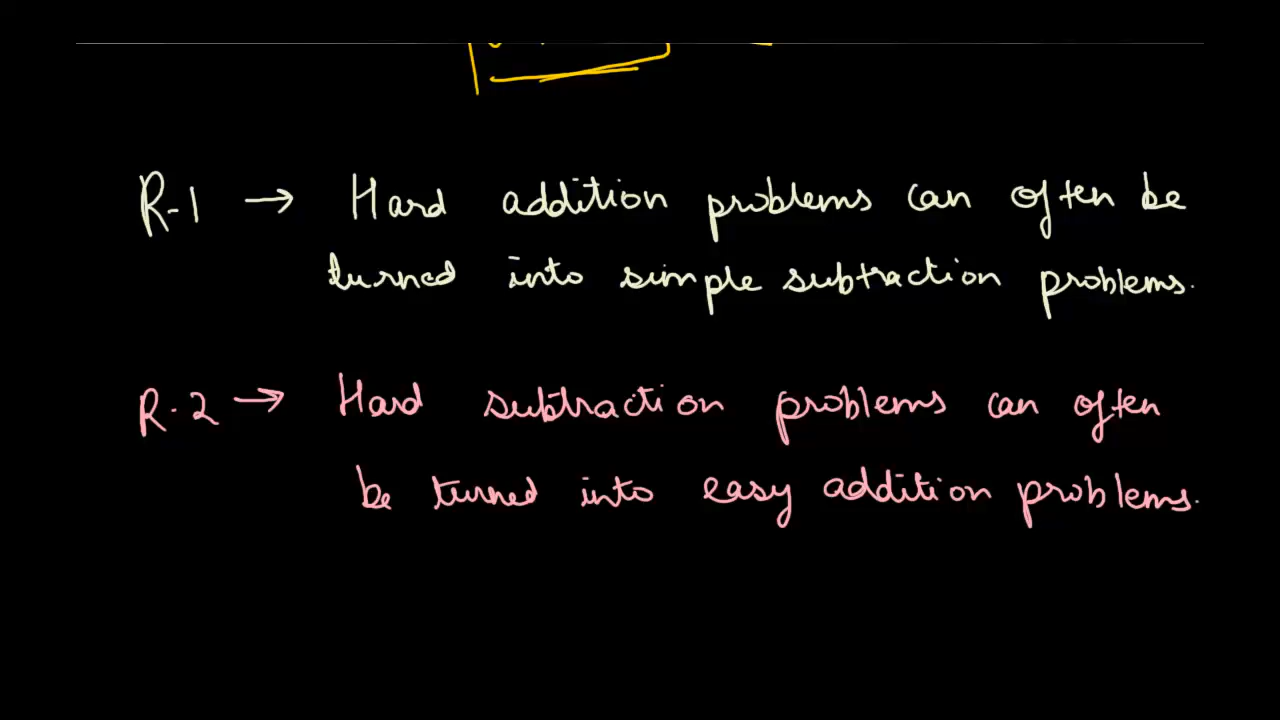 R-1 → Hard addition problems can often be
turned into simple subtraction problems.
R-2 → Hard subtraction problems can often
be turned into easy addition problems.